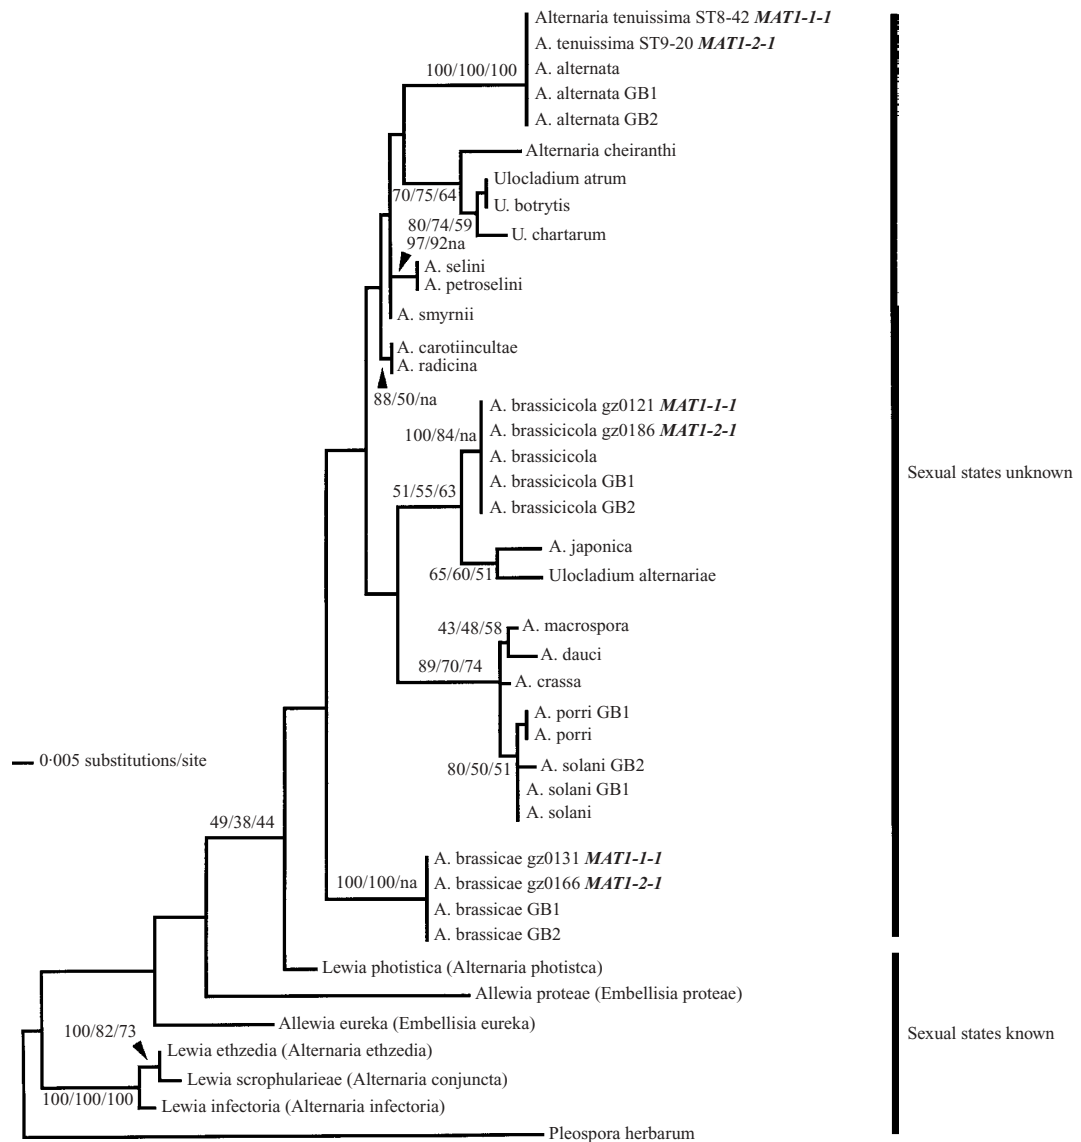 Alternaria tenuissima ST8-42 MAT1-1-1
A. tenuissima ST9-20 MAT1-2-1
100/100/100
A. alternata
A. alternata GB1
A. alternata GB2
Alternaria cheiranthi
Ulocladium atrum
70/75/64
U. botrytis
80/74/59
U. chartarum
97/92na
A. selini
A. petroselini
A. smyrnii
A. carotiincultae
A. radicina
88/50/na
A. brassicicola gz0121 MAT1-1-1
100/84/na
A. brassicicola gz0186 MAT1-2-1
A. brassicicola
Sexual states unknown
A. brassicicola GB1
51/55/63
A. brassicicola GB2
A. japonica
65/60/51
Ulocladium alternariae
43/48/58
A. macrospora
A. dauci
89/70/74
A. crassa
A. porri GB1
A. porri
0·005 substitutions/site
80/50/51
A. solani GB2
A. solani GB1
A. solani
49/38/44
A. brassicae gz0131 MAT1-1-1
100/100/na
A. brassicae gz0166 MAT1-2-1
A. brassicae GB1
A. brassicae GB2
Lewia photistica (Alternaria photistca)
Allewia proteae (Embellisia proteae)
Allewia eureka (Embellisia eureka)
Sexual states known
100/82/73
Lewia ethzedia (Alternaria ethzedia)
Lewia scrophularieae (Alternaria conjuncta)
100/100/100
Lewia infectoria (Alternaria infectoria)
Pleospora herbarum